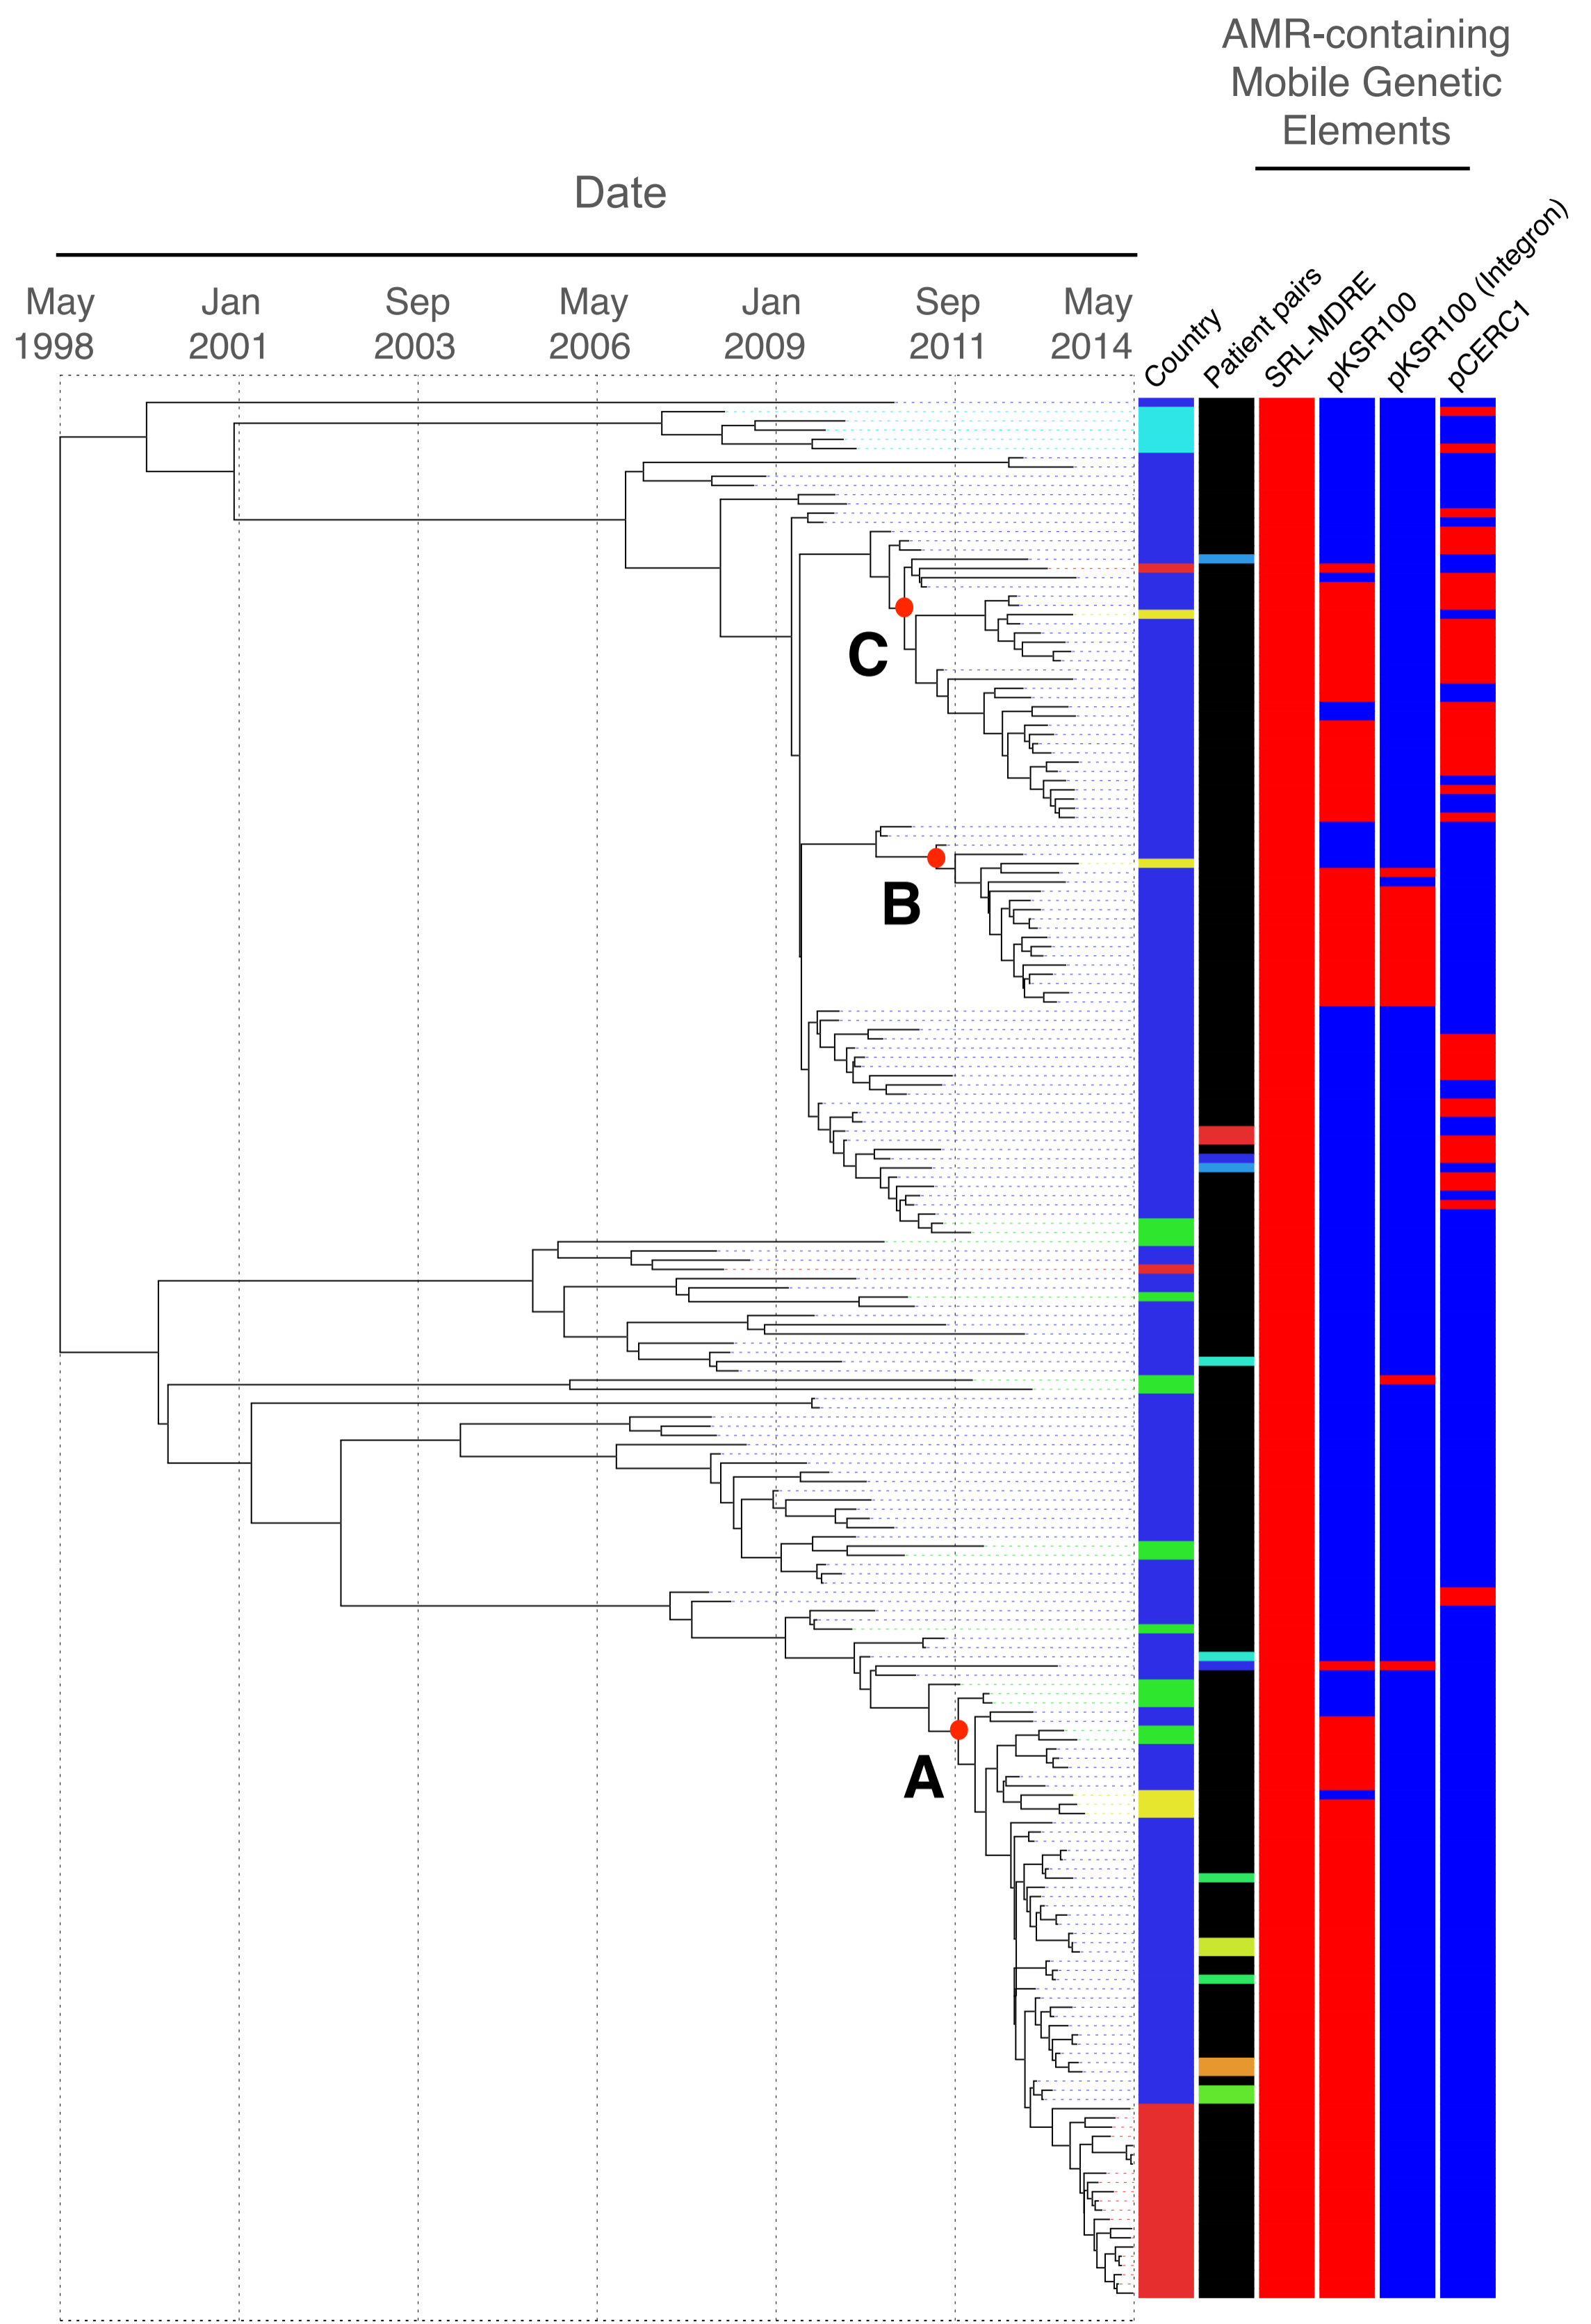 AMR-containing
Mobile Genetic
Elements
Date
May Jan Sep May Jan Sep May
1998 2001 2003 2006 2009 2011 2014
Country
Patient pairs
SRL-MDRE
pKSR100
pKSR100 (Integron)
pCERC1
C
B
A